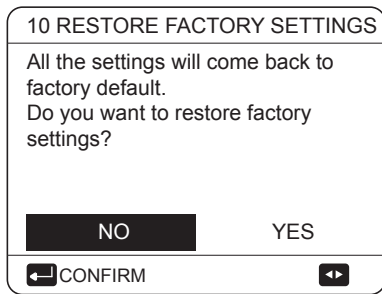 10 RESTORE FACTORY SETTINGS
All the settings will come back to
factory default.
Do you want to restore factory
settings?
NO YES
CONFIRM